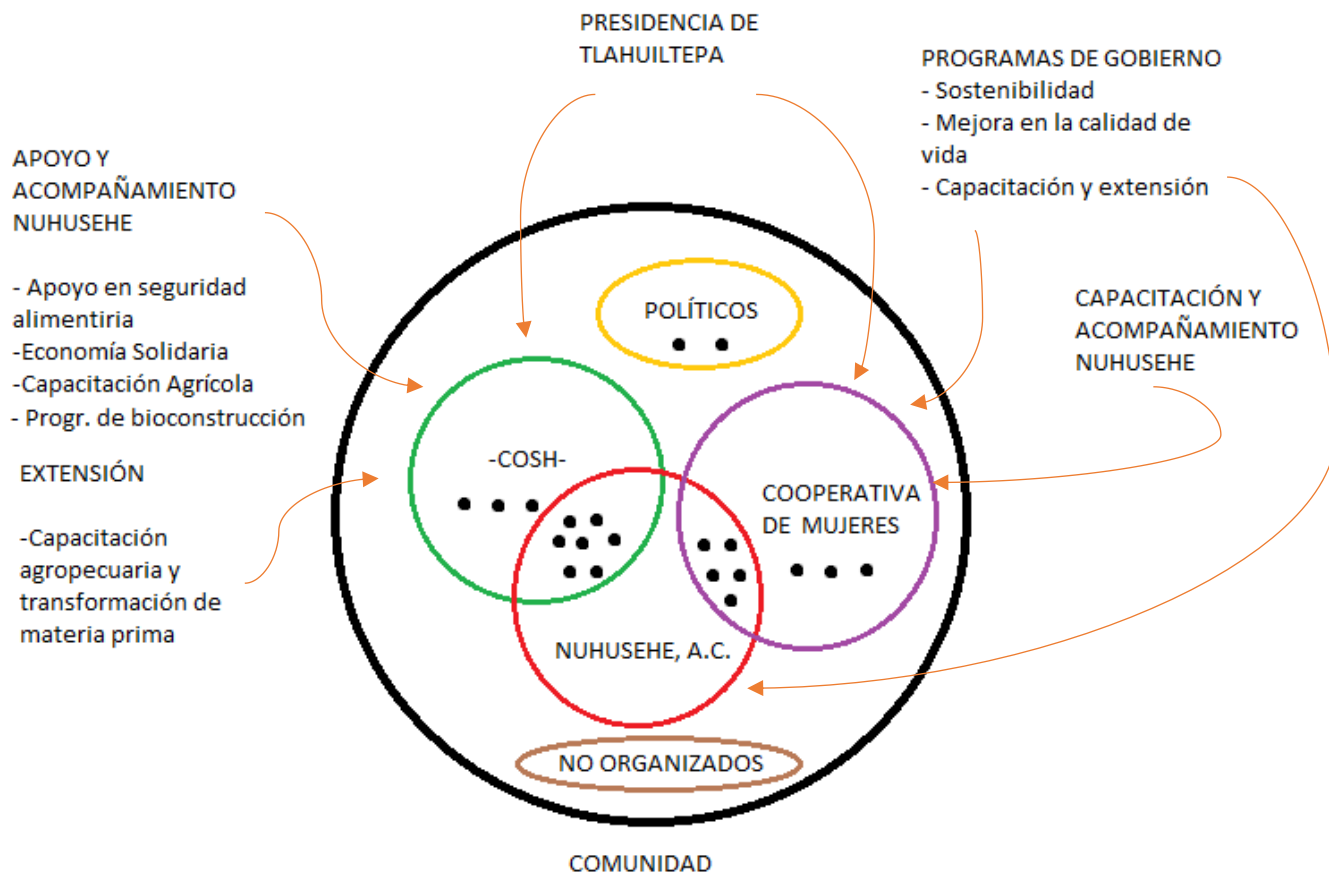 PRESIDENCIA DE
TLAHUILTEPA
PROGRAMAS DE GOBIERNO
- Sostenibilidad
- Mejora en la calidad de
vida
- Capacitación y extensión
APOYO Y
ACOMPAÑAMIENTO
NUHUSEHE
- Apoyo en seguridad
alimentiria
-Economía Solidaria
-Capacitación Agrícola
- Progr. de bioconstrucción
EXTENSIÓN
-Capacitación
agropecuaria y
transformación de
materia prima
CAPACITACIÓN Y
ACOMPAÑAMIENTO
NUHUSEHE
POLÍTICOS
-COSH-
COOPERATIVA
DE MUJERES
NUHUSEHE, A.C.
NO ORGANIZADOS
COMUNIDAD